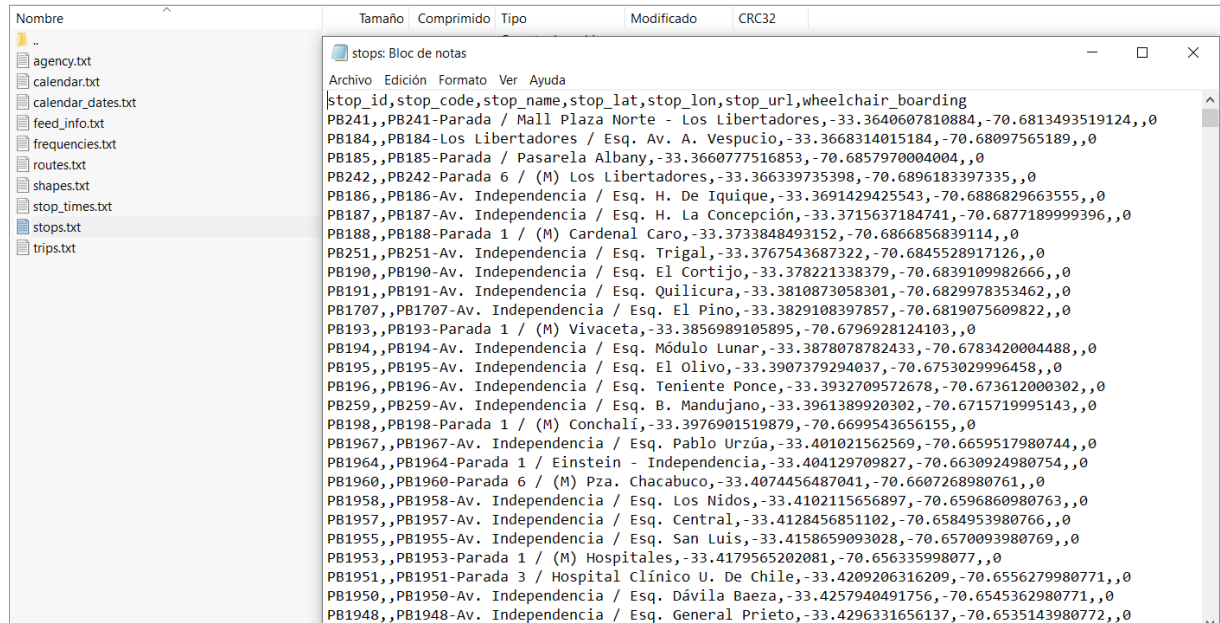 Nombre Tamaño Comprimido Tipo Modificado CRC32
..
agency.txt
calendar.txt
calendar_dates.txt
feed_info.txt
frequencies.txt
routes.txt
shapes.txt
stop_times.txt
stops.txt
trips.txt
stops: Bloc de notas
Archivo Edición Formato Ver Ayuda
stop_id,stop_code,stop_name,stop_lat,stop_lon,stop_url,wheelchair_boarding
PB241,,PB241-Parada / Mall Plaza Norte - Los Libertadores,-33.3640607810884,-70.6813493519124,,0
PB184,,PB184-Los Libertadores / Esq. Av. A. Vespucio,-33.3668314015184,-70.68097565189,,0
PB185,,PB185-Parada / Pasarela Albany,-33.3660777516853,-70.6857970004004,,0
PB242,,PB242-Parada 6 / (M) Los Libertadores,-33.366339735398,-70.6896183397335,,0
PB186,,PB186-Av. Independencia / Esq. H. De Iquique,-33.3691429425543,-70.6886829663555,,0
PB187,,PB187-Av. Independencia / Esq. H. La Concepción,-33.3715637184741,-70.6877189999396,,0
PB188,,PB188-Parada 1 / (M) Cardenal Caro,-33.3733848493152,-70.6866856839114,,0
PB251,,PB251-Av. Independencia / Esq. Trigal,-33.3767543687322,-70.6845528917126,,0
PB190,,PB190-Av. Independencia / Esq. El Cortijo,-33.378221338379,-70.6839109982666,,0
PB191,,PB191-Av. Independencia / Esq. Quilicura,-33.3810873058301,-70.6829978353462,,0
PB1707,,PB1707-Av. Independencia / Esq. El Pino,-33.3829108397857,-70.6819075609822,,0
PB193,,PB193-Parada 1 / (M) Vivaceta,-33.3856989105895,-70.6796928124103,,0
PB194,,PB194-Av. Independencia / Esq. Módulo Lunar,-33.3878078782433,-70.6783420004488,,0
PB195,,PB195-Av. Independencia / Esq. El Olivo,-33.3907379294037,-70.6753029996458,,0
PB196,,PB196-Av. Independencia / Esq. Teniente Ponce,-33.3932709572678,-70.673612000302,,0
PB259,,PB259-Av. Independencia / Esq. B. Mandujano,-33.3961389920302,-70.6715719995143,,0
PB198,,PB198-Parada 1 / (M) Conchalí,-33.3976901519879,-70.6699543656155,,0
PB1967,,PB1967-Av. Independencia / Esq. Pablo Urzúa,-33.401021562569,-70.6659517980744,,0
PB1964,,PB1964-Parada 1 / Einstein - Independencia,-33.404129709827,-70.6630924980754,,0
PB1960,,PB1960-Parada 6 / (M) Pza. Chacabuco,-33.4074456487041,-70.6607268980761,,0
PB1958,,PB1958-Av. Independencia / Esq. Los Nidos,-33.4102115656897,-70.6596860980763,,0
PB1957,,PB1957-Av. Independencia / Esq. Central,-33.4128456851102,-70.6584953980766,,0
PB1955,,PB1955-Av. Independencia / Esq. San Luis,-33.4158659093028,-70.6570093980769,,0
PB1953,,PB1953-Parada 1 / (M) Hospitales,-33.4179565202081,-70.656335998077,,0
PB1951,,PB1951-Parada 3 / Hospital Clínico U. De Chile,-33.4209206316209,-70.6556279980771,,0
PB1950,,PB1950-Av. Independencia / Esq. Dávila Baeza,-33.4257940491756,-70.6545362980771,,0
PB1948,,PB1948-Av. Independencia / Esq. General Prieto,-33.4296331656137,-70.6535143980772,,0